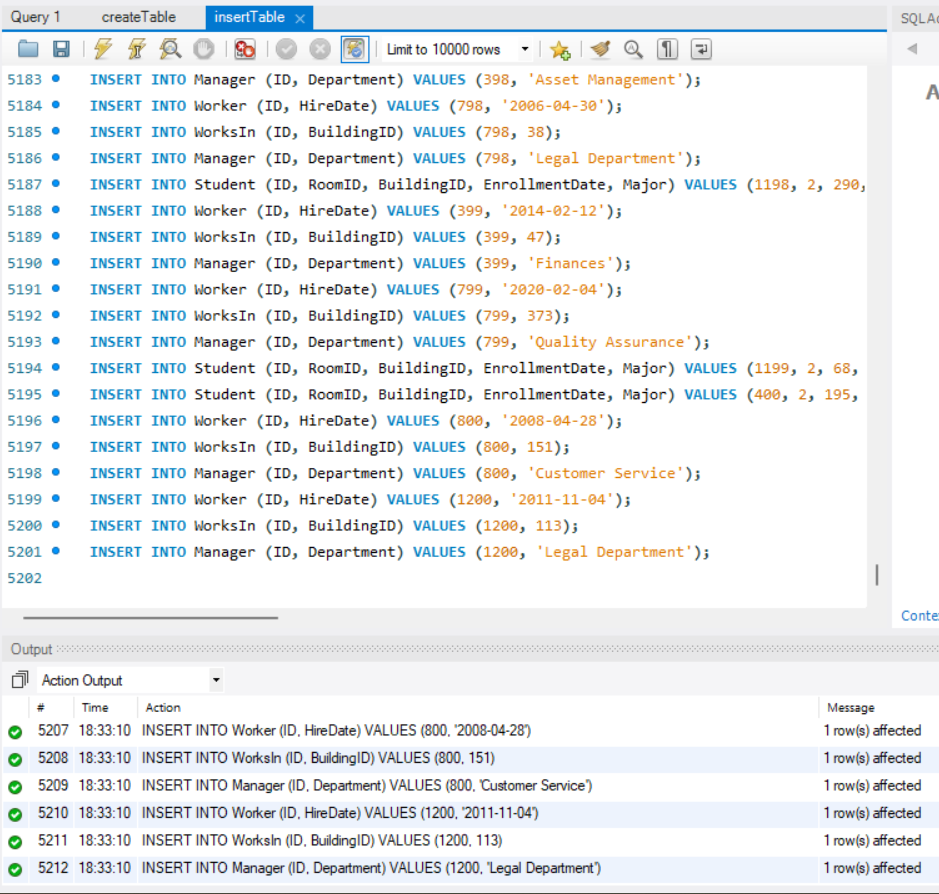 Query 1 createTable insertTable SQLAd
Limit to 10000 rows
5183 INSERT INTO Manager (ID, Department) VALUES (398, 'Asset Management');
5184 INSERT INTO Worker (ID, HireDate) VALUES (798, '2006-04-30');
5185 INSERT INTO WorksIn (ID, BuildingID) VALUES (798, 38);
5186 INSERT INTO Manager (ID, Department) VALUES (798, 'Legal Department');
5187 INSERT INTO Student (ID, RoomID, BuildingID, EnrollmentDate, Major) VALUES (1198, 2, 290,
5188 INSERT INTO Worker (ID, HireDate) VALUES (399, '2014-02-12');
5189 INSERT INTO WorksIn (ID, BuildingID) VALUES (399, 47);
5190 INSERT INTO Manager (ID, Department) VALUES (399, 'Finances');
5191 INSERT INTO Worker (ID, HireDate) VALUES (799, '2020-02-04');
5192 INSERT INTO WorksIn (ID, BuildingID) VALUES (799, 373);
5193 INSERT INTO Manager (ID, Department) VALUES (799, 'Quality Assurance');
5194 INSERT INTO Student (ID, RoomID, BuildingID, EnrollmentDate, Major) VALUES (1199, 2, 68,
5195 INSERT INTO Student (ID, RoomID, BuildingID, EnrollmentDate, Major) VALUES (400, 2, 195,
5196 INSERT INTO Worker (ID, HireDate) VALUES (800, '2008-04-28');
5197 INSERT INTO WorksIn (ID, BuildingID) VALUES (800, 151);
5198 INSERT INTO Manager (ID, Department) VALUES (800, 'Customer Service');
5199 INSERT INTO Worker (ID, HireDate) VALUES (1200, '2011-11-04');
5200 INSERT INTO WorksIn (ID, BuildingID) VALUES (1200, 113);
5201 INSERT INTO Manager (ID, Department) VALUES (1200, 'Legal Department');
5202
A
Conte
Output
Action Output
# Time Action Message
5207 18:33:10 INSERT INTO Worker (ID, HireDate) VALUES (800, '2008-04-28') 1 row(s) affected
5208 18:33:10 INSERT INTO WorksIn (ID, BuildingID) VALUES (800, 151) 1 row(s) affected
5209 18:33:10 INSERT INTO Manager (ID, Department) VALUES (800, 'Customer Service') 1 row(s) affected
5210 18:33:10 INSERT INTO Worker (ID, HireDate) VALUES (1200, '2011-11-04') 1 row(s) affected
5211 18:33:10 INSERT INTO WorksIn (ID, BuildingID) VALUES (1200, 113) 1 row(s) affected
5212 18:33:10 INSERT INTO Manager (ID, Department) VALUES (1200, 'Legal Department') 1 row(s) affected